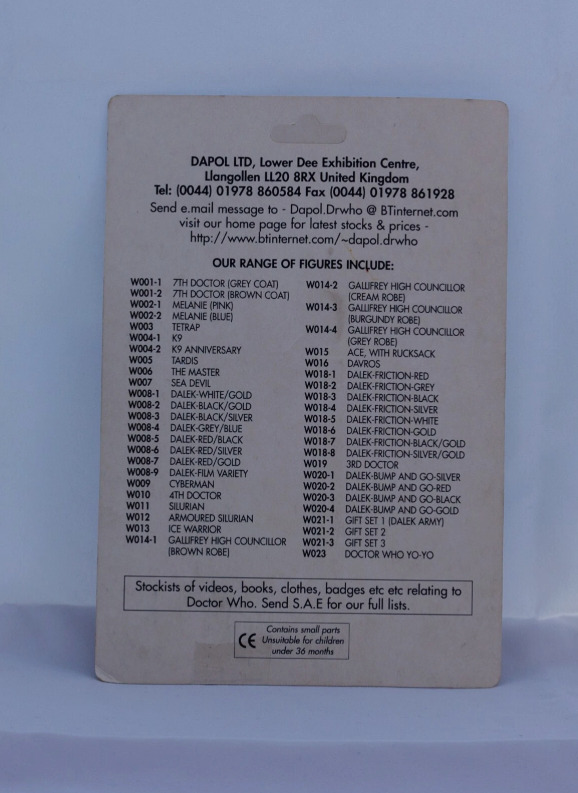 DAPOL LTD, Lower Dee Exhibition Centre,
Llangollen LL20 8RX United Kingdom
Tel: (0044) 01978 860584 Fax (0044) 01978 861928
Send e.mail message to - Dapol.Drwho @ BTinternet.com
visit our home page for latest stocks & prices -
http://www.btinternet.com/~dapol.drwho
OUR RANGE OF FIGURES INCLUDE:
W001-1 7TH DOCTOR (GREY COAT)
W001-2 7TH DOCTOR (BROWN COAT)
W002-1 MELANIE (PINK)
W002-2 MELANIE (BLUE)
W003 TETRAP
W004-1 K9
W004-2 K9 ANNIVERSARY
W005 TARDIS
W006 THE MASTER
W007 SEA DEVIL
W008-1 DALEK-WHITE/GOLD
W008-2 DALEK-BLACK/GOLD
W008-3 DALEK-BLACK/SILVER
W008-4 DALEK-GREY/BLUE
W008-5 DALEK-RED/BLACK
W008-6 DALEK-RED/SILVER
W008-7 DALEK-RED/GOLD
W008-9 DALEK-FILM VARIETY
W009 CYBERMAN
W010 4TH DOCTOR
W011 SILURIAN
W012 ARMOURED SILURIAN
W013 ICE WARRIOR
W014-1 GALLIFREY HIGH COUNCILLOR
(BROWN ROBE)
W014-2 GALLIFREY HIGH COUNCILLOR
(CREAM ROBE)
W014-3 GALLIFREY HIGH COUNCILLOR
(BURGUNDY ROBE)
W014-4 GALLIFREY HIGH COUNCILLOR
(GREY ROBE)
W015 ACE, WITH RUCKSACK
W016 DAVROS
W018-1 DALEK-FRICTION-RED
W018-2 DALEK-FRICTION-GREY
W018-3 DALEK-FRICTION-BLACK
W018-4 DALEK-FRICTION-SILVER
W018-5 DALEK-FRICTION-WHITE
W018-6 DALEK-FRICTION-GOLD
W018-7 DALEK-FRICTION-BLACK/GOLD
W018-8 DALEK-FRICTION-SILVER/GOLD
W019 3RD DOCTOR
W020-1 DALEK-BUMP AND GO-SILVER
W020-2 DALEK-BUMP AND GO-RED
W020-3 DALEK-BUMP AND GO-BLACK
W020-4 DALEK-BUMP AND GO-GOLD
W021-1 GIFT SET 1 (DALEK ARMY)
W021-2 GIFT SET 2
W021-3 GIFT SET 3
W023 DOCTOR WHO YO-YO
Stockists of videos, books, clothes, badges etc etc relating to
Doctor Who. Send S.A.E for our full lists.
CE
Contains small parts
Unsuitable for children
under 36 months